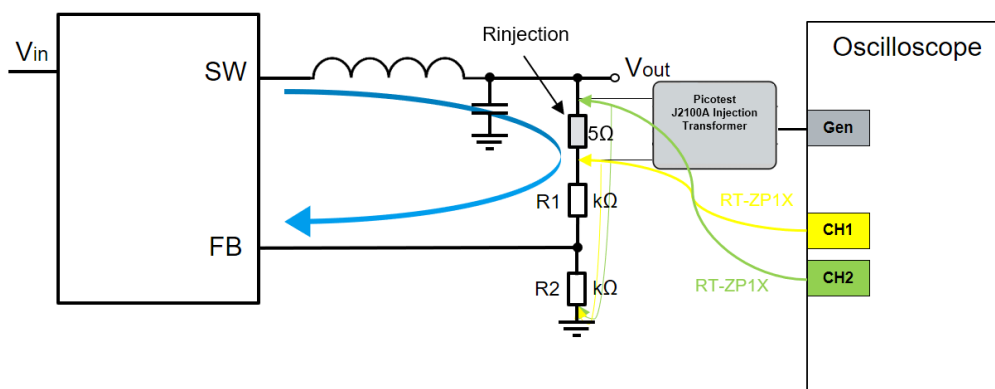 Vin
SW
Rinjection
Vout
Oscilloscope
Picotest
J2100A Injection
Transformer
Gen
5Ω
R1
kΩ
RT-ZP1X
CH1
FB
CH2
RT-ZP1X
R2
kΩ